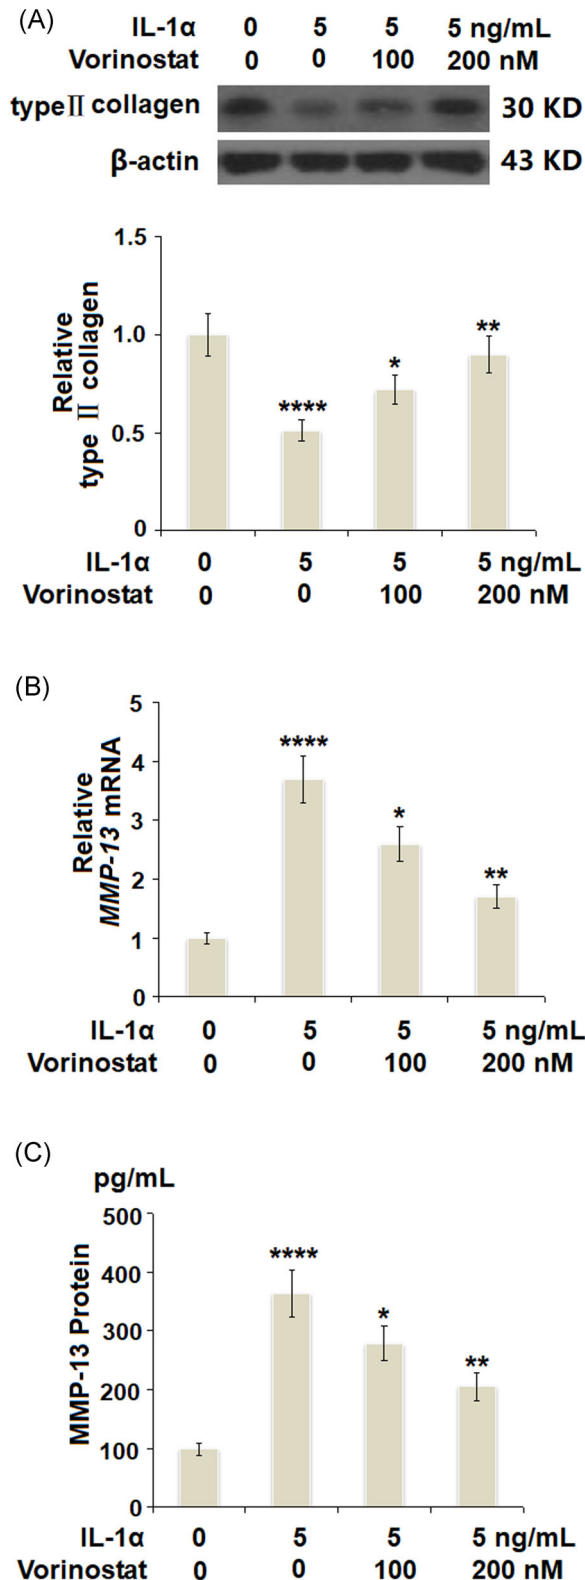 (A)
IL-1α 0 5 5 5 ng/mL
Vorinostat 0 0 100 200 nM
type Ⅱ collagen 30 KD
β-actin 43 KD
Relative
type Ⅱ collagen
1.5
1.0
0.5
0
****
*
**
IL-1α 0 5 5 5 ng/mL
Vorinostat 0 0 100 200 nM
(B)
Relative
MMP-13 mRNA
5
4
3
2
1
0
****
*
**
IL-1α 0 5 5 5 ng/mL
Vorinostat 0 0 100 200 nM
(C)
pg/mL
MMP-13 Protein
500
400
300
200
100
0
****
*
**
IL-1α 0 5 5 5 ng/mL
Vorinostat 0 0 100 200 nM